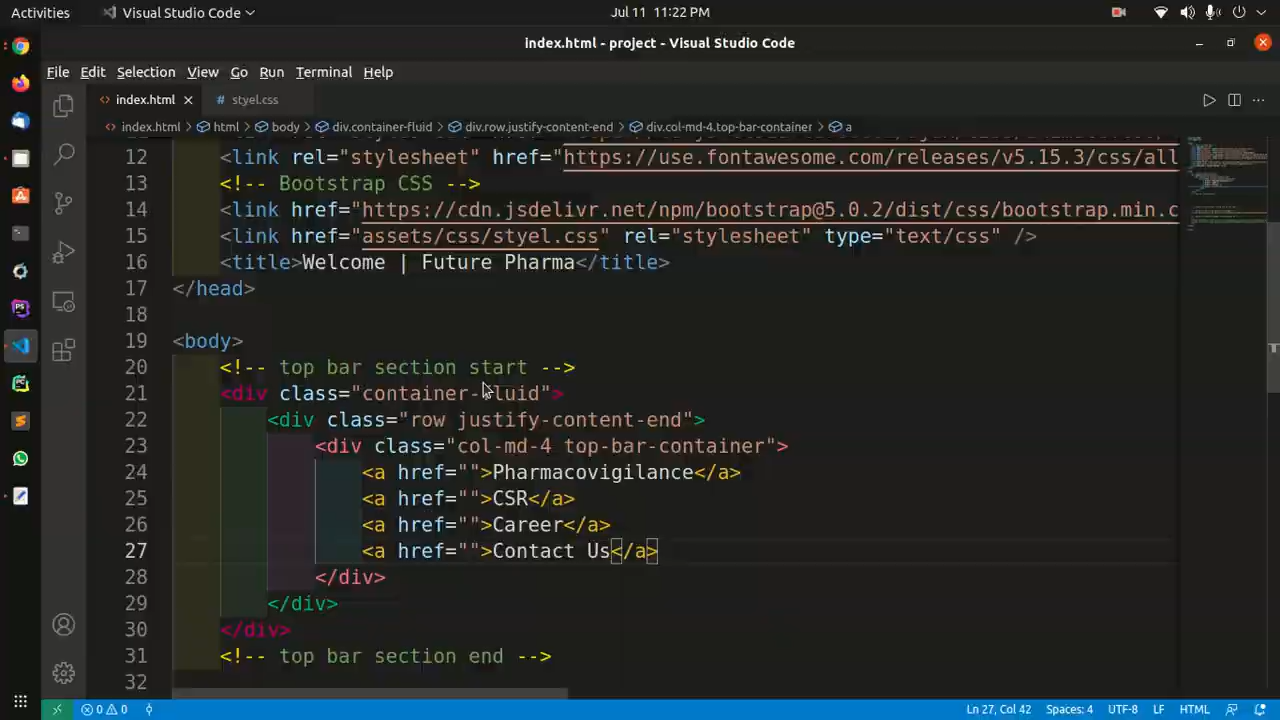 Activities Visual Studio Code Jul 11 11:22 PM
index.html - project - Visual Studio Code
File Edit Selection View Go Run Terminal Help
index.html styel.css
index.html html body div.container-fluid div.row.justify-content-end div.col-md-4.top-bar-container a
12 <link rel="stylesheet" href="https://use.fontawesome.com/releases/v5.15.3/css/all
13 <!-- Bootstrap CSS -->
14 <link href="https://cdn.jsdelivr.net/npm/bootstrap@5.0.2/dist/css/bootstrap.min.c
15 <link href="assets/css/styel.css" rel="stylesheet" type="text/css" />
16 <title>Welcome | Future Pharma</title>
17 </head>
18
19 <body>
20 <!-- top bar section start -->
21 <div class="container-fluid">
22 <div class="row justify-content-end">
23 <div class="col-md-4 top-bar-container">
24 <a href="">Pharmacovigilance</a>
25 <a href="">CSR</a>
26 <a href="">Career</a>
27 <a href="">Contact Us</a>
28 </div>
29 </div>
30 </div>
31 <!-- top bar section end -->
32
0 0 Ln 27, Col 42 Spaces: 4 UTF-8 LF HTML